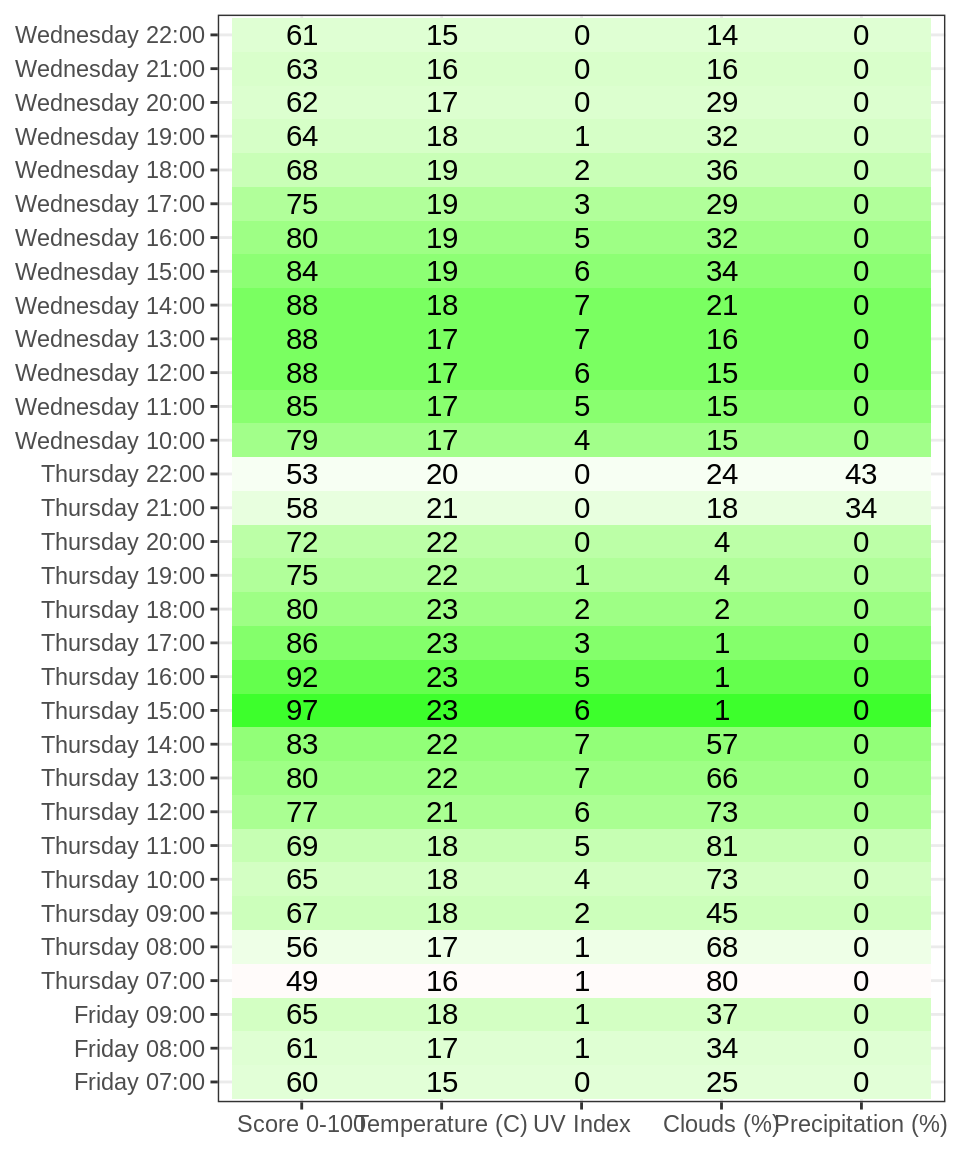 Wednesday 22:00 61 15 0 14 0
Wednesday 21:00 63 16 0 16 0
Wednesday 20:00 62 17 0 29 0
Wednesday 19:00 64 18 1 32 0
Wednesday 18:00 68 19 2 36 0
Wednesday 17:00 75 19 3 29 0
Wednesday 16:00 80 19 5 32 0
Wednesday 15:00 84 19 6 34 0
Wednesday 14:00 88 18 7 21 0
Wednesday 13:00 88 17 7 16 0
Wednesday 12:00 88 17 6 15 0
Wednesday 11:00 85 17 5 15 0
Wednesday 10:00 79 17 4 15 0
Thursday 22:00 53 20 0 24 43
Thursday 21:00 58 21 0 18 34
Thursday 20:00 72 22 0 4 0
Thursday 19:00 75 22 1 4 0
Thursday 18:00 80 23 2 2 0
Thursday 17:00 86 23 3 1 0
Thursday 16:00 92 23 5 1 0
Thursday 15:00 97 23 6 1 0
Thursday 14:00 83 22 7 57 0
Thursday 13:00 80 22 7 66 0
Thursday 12:00 77 21 6 73 0
Thursday 11:00 69 18 5 81 0
Thursday 10:00 65 18 4 73 0
Thursday 09:00 67 18 2 45 0
Thursday 08:00 56 17 1 68 0
Thursday 07:00 49 16 1 80 0
Friday 09:00 65 18 1 37 0
Friday 08:00 61 17 1 34 0
Friday 07:00 60 15 0 25 0
Score 0-100 Temperature (C) UV Index Clouds (%) Precipitation (%)